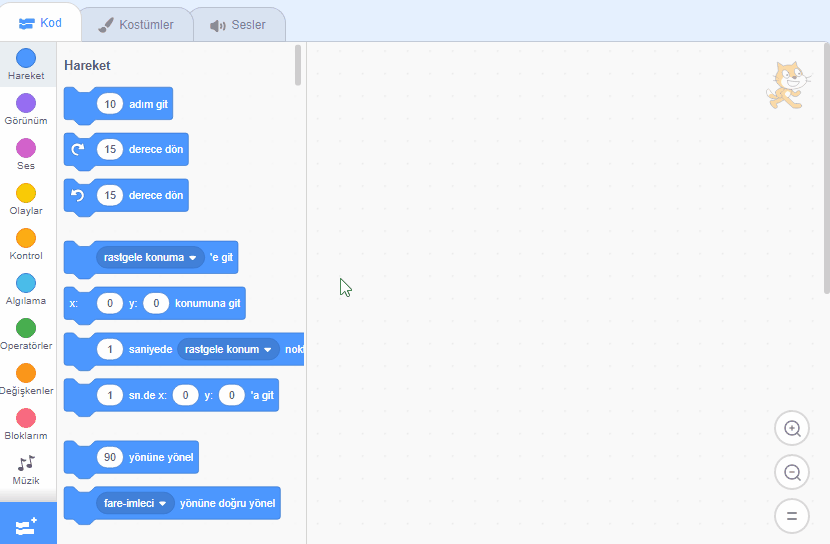 Kod
Kostümler
Sesler
Hareket
Görünüm
Ses
Olaylar
Kontrol
Algılama
Operatörler
Değişkenler
Bloklarım
Müzik
Hareket
10 adım git
15 derece dön
15 derece dön
rastgele konuma 'e git
x: 0 y: 0 konumuna git
1 saniyede rastgele konum nokt
1 sn.de x: 0 y: 0 'a git
90 yönüne yönel
fare-imleci yönüne doğru yönel